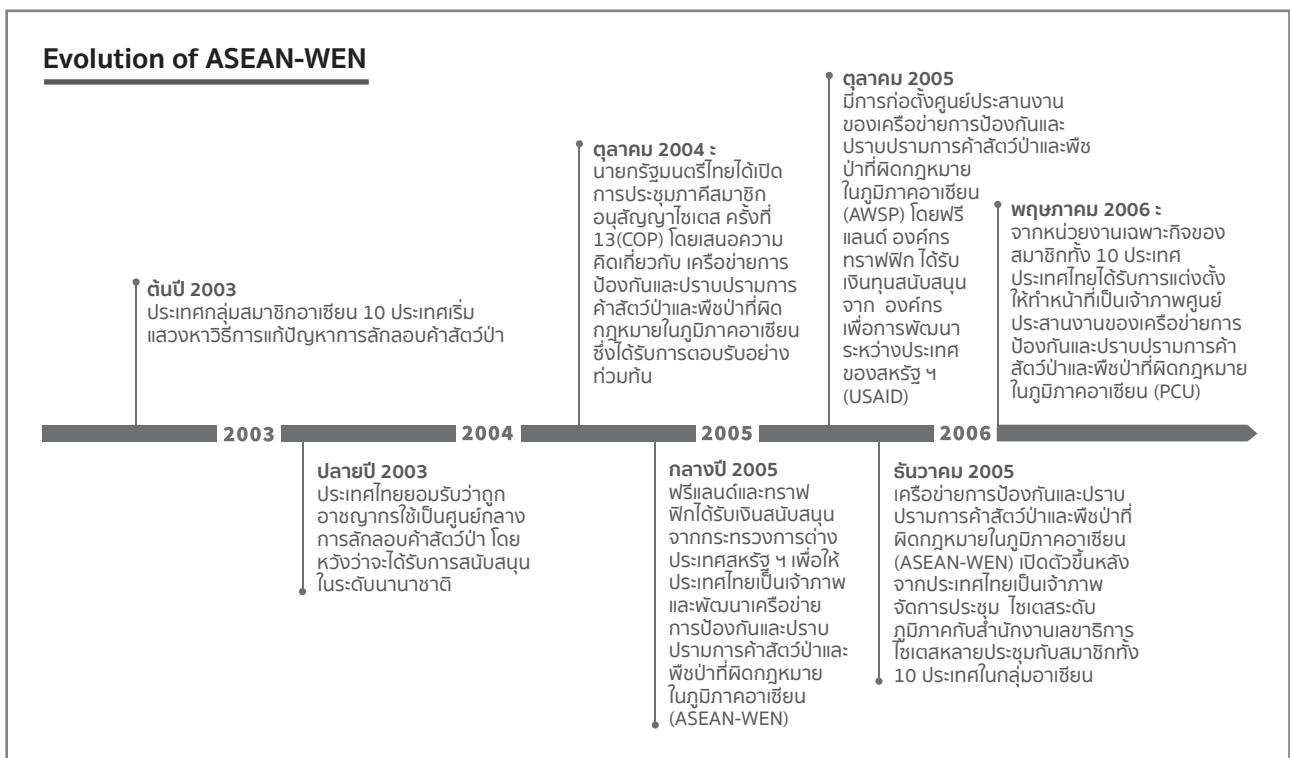 Evolution of ASEAN-WEN
ต้นปี 2003
ประเทศกลุ่มสมาชิกอาเซียน 10 ประเทศเริ่ม
แสวงหาวิธีการแก้ปัญหาการลักลอบค้าสัตว์ป่า
ตุลาคม 2004 :
นายกรัฐมนตรีไทยได้เปิด
การประชุมภาคีสมาชิก
อนุสัญญาไซเตส ครั้งที่
13(COP) โดยเสนอความ
คิดเกี่ยวกับ เครือข่ายการ
ป้องกันและปราบปรามการ
ค้าสัตว์ป่าและพืชป่าที่ผิด
กฎหมายในภูมิภาคอาเซียน
ซึ่งได้รับการตอบรับอย่าง
ท่วมท้น
ตุลาคม 2005
มีการก่อตั้งศูนย์ประสานงาน
ของเครือข่ายการป้องกันและ
ปราบปรามการค้าสัตว์ป่าและพืช
ป่าที่ผิดกฎหมาย
ในภูมิภาคอาเซียน
(AWSP) โดยฟรี
แลนด์ องค์กร
ทราฟฟิก ได้รับ
เงินทุนสนับสนุน
จาก องค์กร
เพื่อการพัฒนา
ระหว่างประเทศ
ของสหรัฐ ฯ
(USAID)
พฤษภาคม 2006 :
จากหน่วยงานเฉพาะกิจของ
สมาชิกทั้ง 10 ประเทศ
ประเทศไทยได้รับการแต่งตั้ง
ให้ทำหน้าที่เป็นเจ้าภาพศูนย์
ประสานงานของเครือข่ายการ
ป้องกันและปราบปรามการค้า
สัตว์ป่าและพืชป่าที่ผิดกฎหมาย
ในภูมิภาคอาเซียน (PCU)
2003
2004
2005
2006
ปลายปี 2003
ประเทศไทยยอมรับว่าถูก
อาชญากรใช้เป็นศูนย์กลาง
การลักลอบค้าสัตว์ป่า โดย
หวังว่าจะได้รับการสนับสนุน
ในระดับนานาชาติ
กลางปี 2005
ฟรีแลนด์และทราฟ
ฟิกได้รับเงินสนับสนุน
จากกระทรวงการต่าง
ประเทศสหรัฐ ฯ เพื่อให้
ประเทศไทยเป็นเจ้าภาพ
และพัฒนาเครือข่าย
การป้องกันและปราบ
ปรามการค้าสัตว์ป่าและ
พืชป่าที่ผิดกฎหมาย
ในภูมิภาคอาเซียน
(ASEAN-WEN)
ธันวาคม 2005
เครือข่ายการป้องกันและปราบ
ปรามการค้าสัตว์ป่าและพืชป่าที่
ผิดกฎหมายในภูมิภาคอาเซียน
(ASEAN-WEN) เปิดตัวขึ้นหลัง
จากประเทศไทยเป็นเจ้าภาพ
จัดการประชุม ไซเตสระดับ
ภูมิภาคกับสำนักงานเลขาธิการ
ไซเตสหลายประชุมกับสมาชิกทั้ง
10 ประเทศในกลุ่มอาเซียน